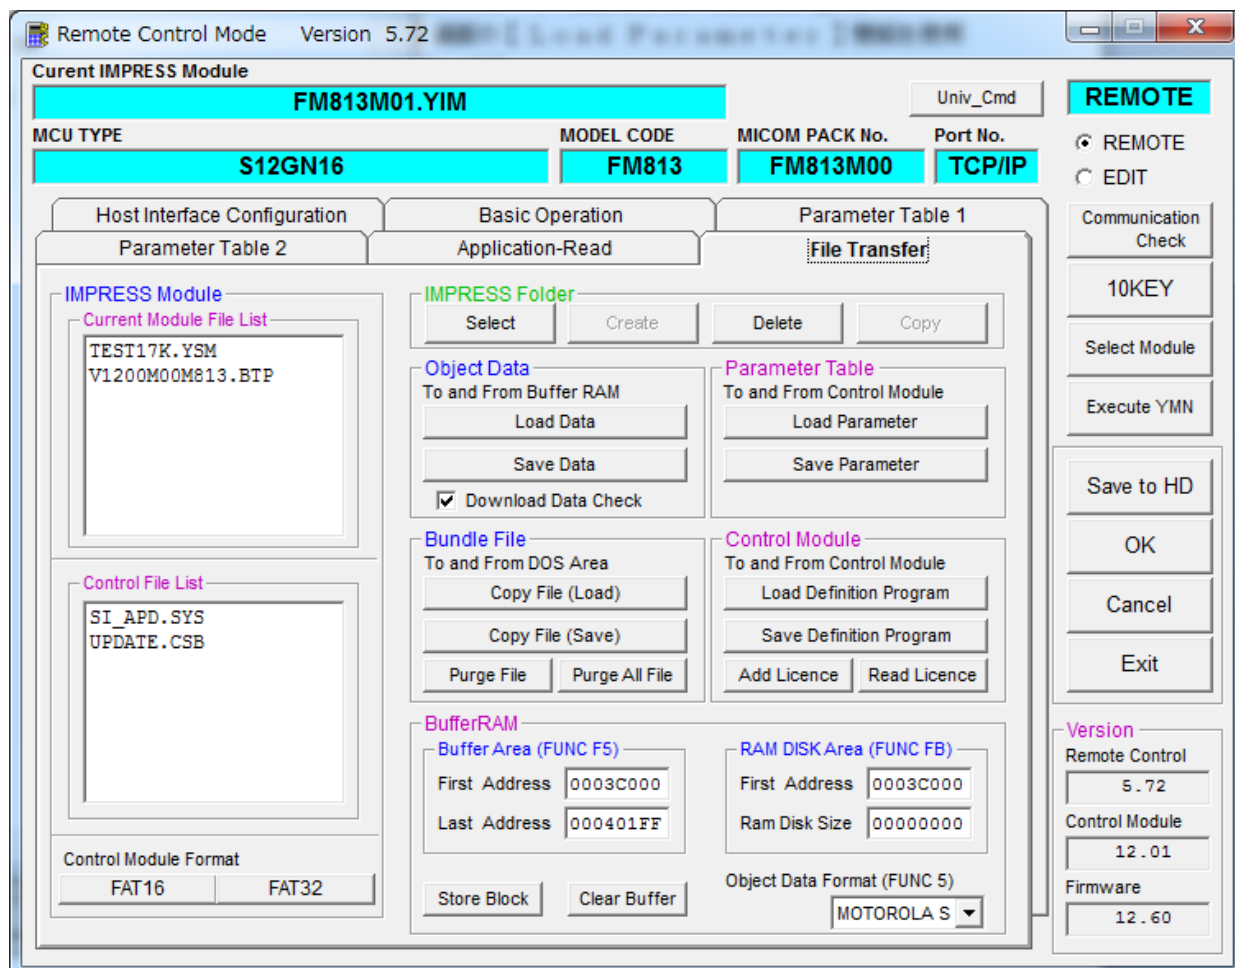 Remote Control Mode Version 5.72
Curent IMPRESS Module
FM813M01.YIM
Univ_Cmd
REMOTE
MCU TYPE
MODEL CODE
MICOM PACK No.
Port No.
S12GN16
FM813
FM813M00
TCP/IP
REMOTE
EDIT
Host Interface Configuration
Basic Operation
Parameter Table 1
Parameter Table 2
Application-Read
File Transfer
IMPRESS Module
Current Module File List
TEST17K.YSM
V1200M00M813.BTP
Control File List
SI_APD.SYS
UPDATE.CSB
Control Module Format
FAT16
FAT32
IMPRESS Folder
Select
Create
Delete
Copy
Object Data
To and From Buffer RAM
Load Data
Save Data
Download Data Check
Parameter Table
To and From Control Module
Load Parameter
Save Parameter
Bundle File
To and From DOS Area
Copy File (Load)
Copy File (Save)
Purge File
Purge All File
Control Module
To and From Control Module
Load Definition Program
Save Definition Program
Add Licence
Read Licence
BufferRAM
Buffer Area (FUNC F5)
First Address 0003C000
Last Address 000401FF
RAM DISK Area (FUNC FB)
First Address 0003C000
Ram Disk Size 00000000
Store Block
Clear Buffer
Object Data Format (FUNC 5)
MOTOROLA S
Communication
Check
10KEY
Select Module
Execute YMN
Save to HD
OK
Cancel
Exit
Version
Remote Control
5.72
Control Module
12.01
Firmware
12.60